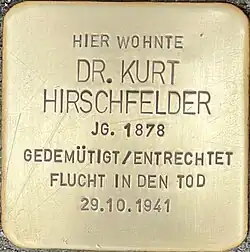 HIER WOHNTE
DR. KURT
HIRSCHFELDER
JG. 1878
GEDEMÜTIGT/ENTRECHTET
FLUCHT IN DEN TOD
29.10.1941